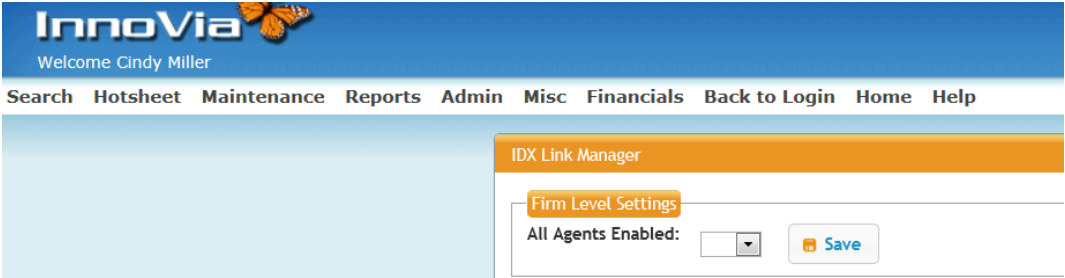 InnoVia
Welcome Cindy Miller
Search Hotsheet Maintenance Reports Admin Misc Financials Back to Login Home Help
IDX Link Manager
Firm Level Settings
All Agents Enabled: Save